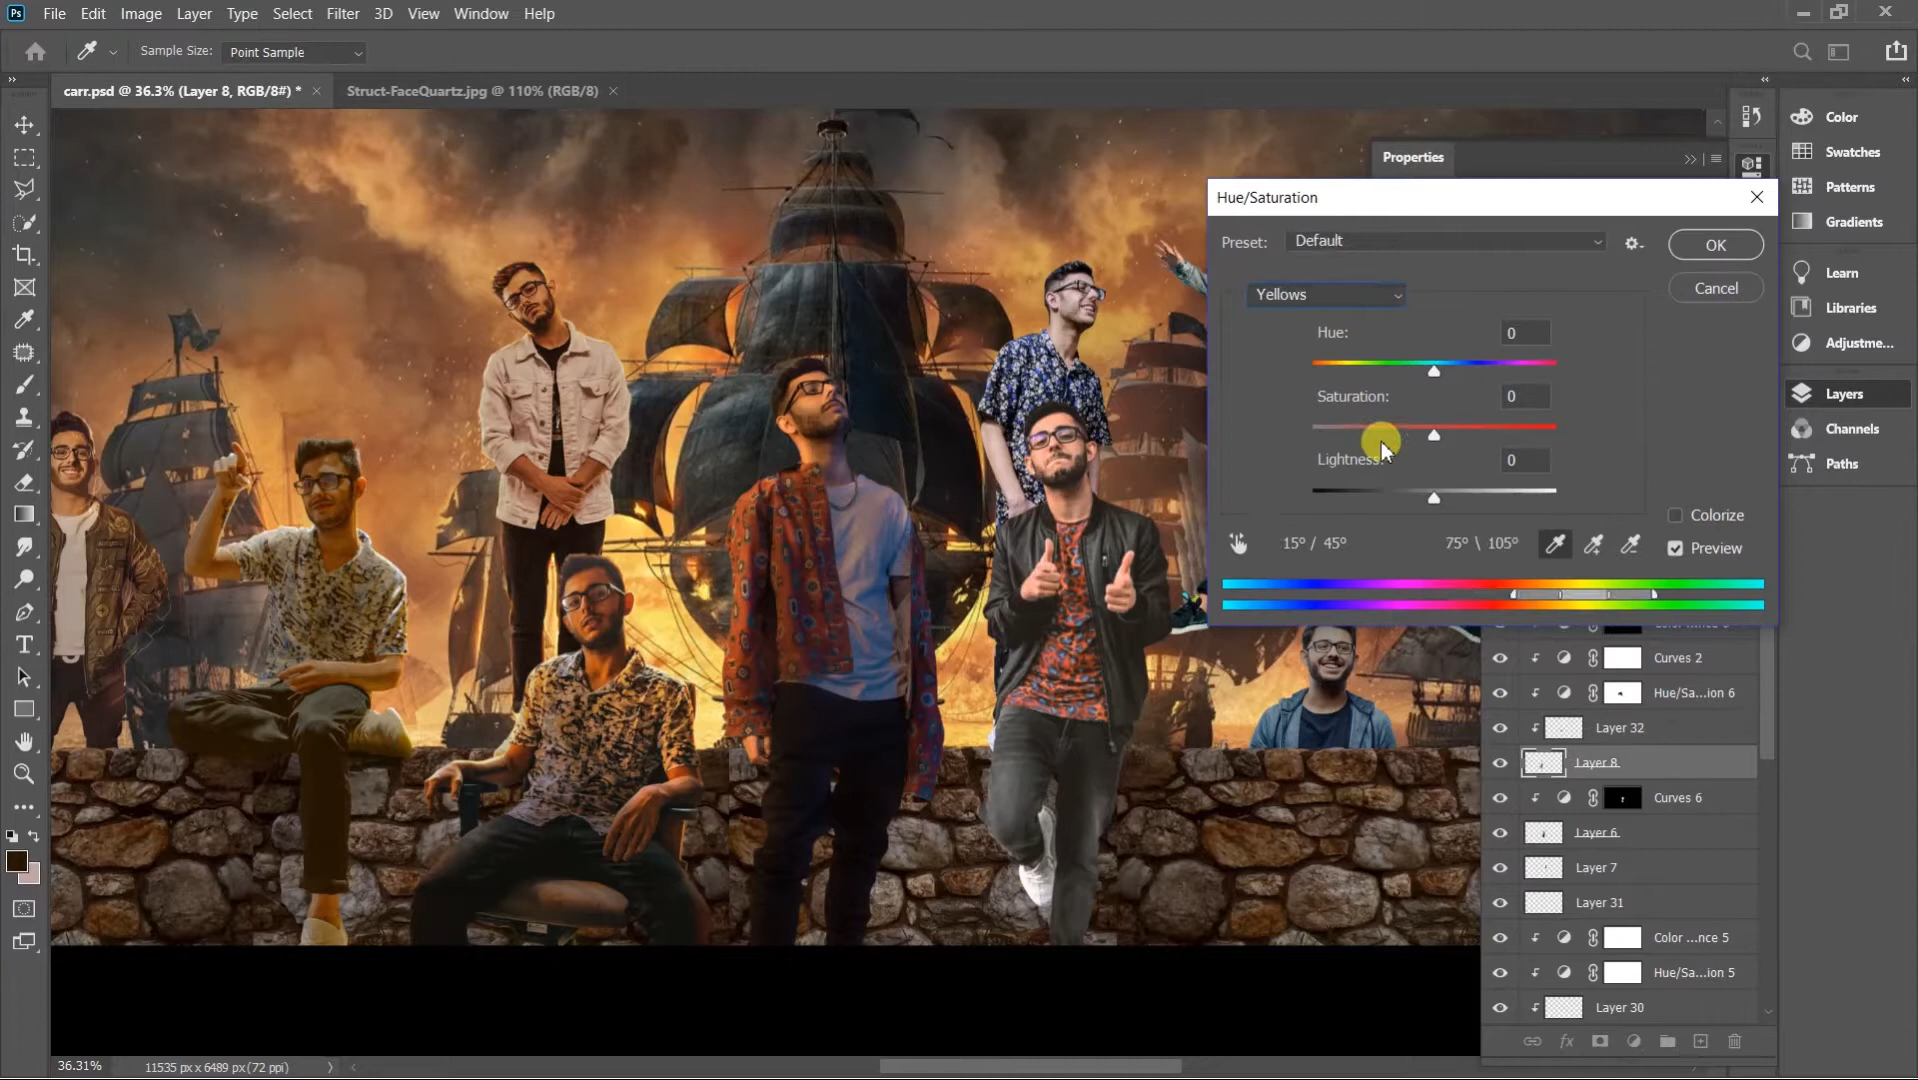 Ps File Edit Image Layer Type Select Filter 3D View Window Help
Sample Size: Point Sample
carr.psd @ 36.3% (Layer 8, RGB/8#) *
Struct-FaceQuartz.jpg @ 110% (RGB/8)
Properties
Hue/Saturation
Preset: Default
OK
Cancel
Yellows
Hue: 0
Saturation: 0
Lightness: 0
Colorize
Preview
15° / 45°
75° \ 105°
Color
Swatches
Patterns
Gradients
Learn
Libraries
Adjustme...
Layers
Channels
Paths
Curves 2
Hue/Sa...ion 6
Layer 32
Layer 8
Curves 6
Layer 6
Layer 7
Layer 31
Color ...nce 5
Hue/Sa...ion 5
Layer 30
fx
36.31%
11535 px x 6489 px (72 ppi)